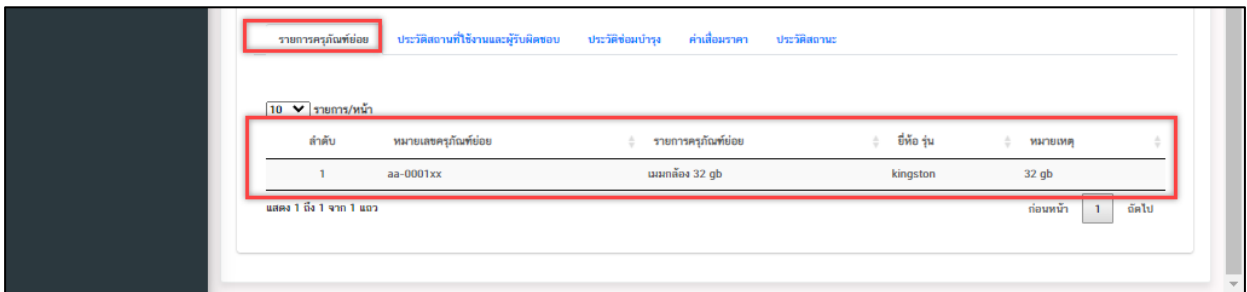 รายการครุภัณฑ์ย่อย ประวัติสถานที่ใช้งานและผู้รับผิดชอบ ประวัติซ่อมบำรุง ค่าเสื่อมราคา ประวัติสถานะ
10 รายการ/หน้า
ลำดับ หมายเลขครุภัณฑ์ย่อย รายการครุภัณฑ์ย่อย ยี่ห้อ รุ่น หมายเหตุ
1 aa-0001xx เมมกล้อง 32 gb kingston 32 gb
แสดง 1 ถึง 1 จาก 1 แถว ก่อนหน้า 1 ถัดไป